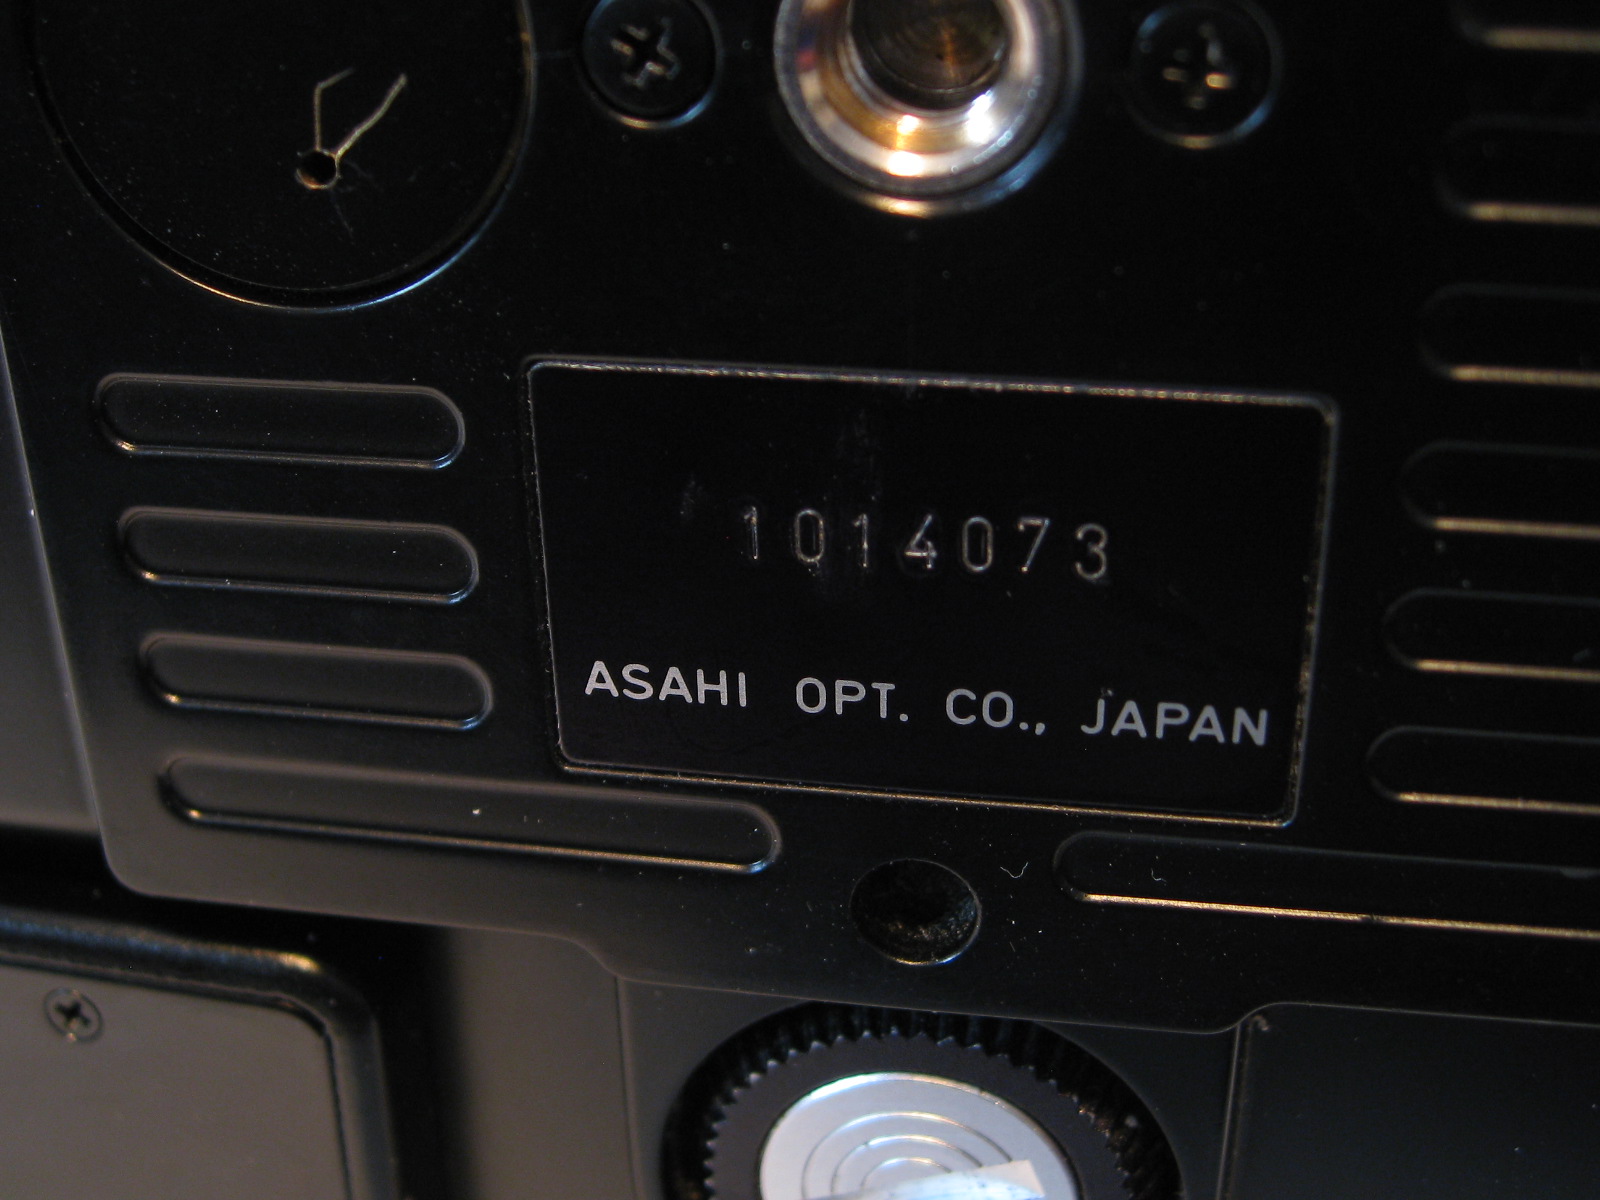 1014073
ASAHI OPT. CO., JAPAN